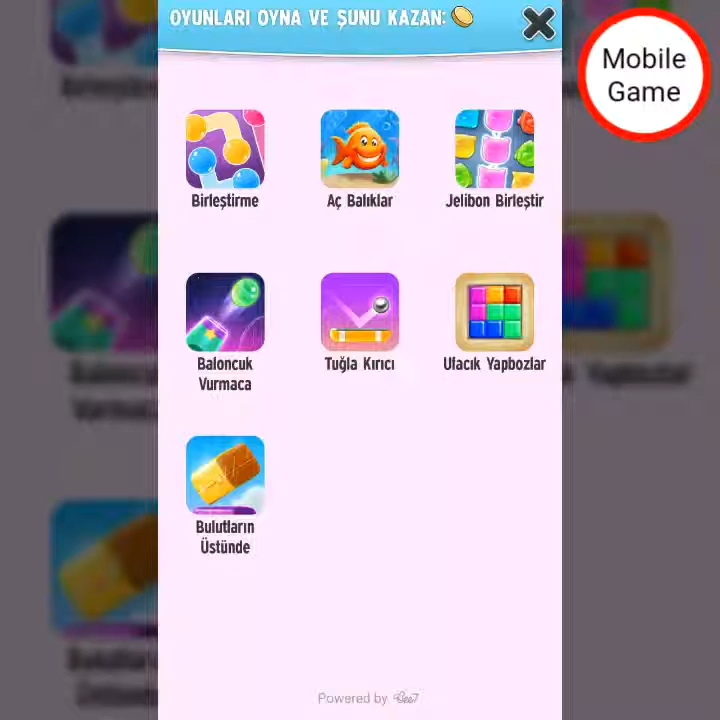 OYUNLARI OYNA VE ŞUNU KAZAN:
Mobile
Game
Birleştirme
Aç Balıklar
Jelibon Birleştir
Baloncuk
Vurmaca
Tuğla Kırıcı
Ufacık Yapbozlar
Bulutların
Üstünde
Powered by Bee7